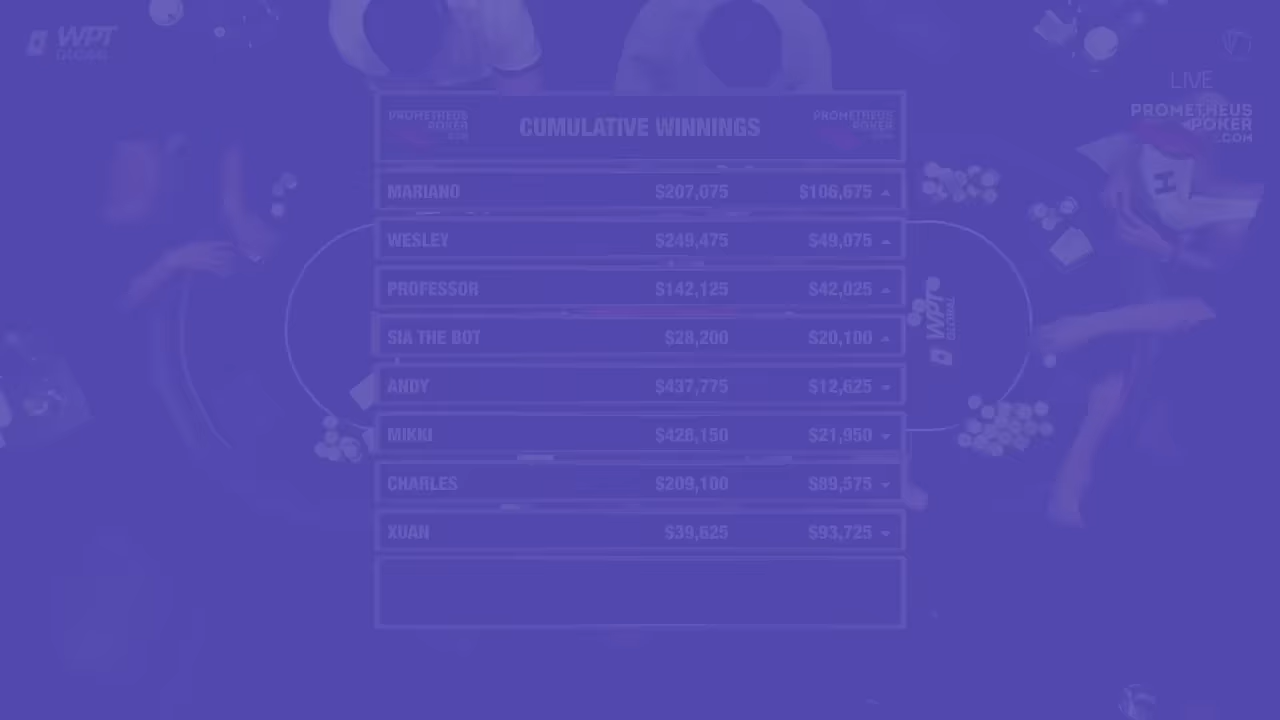 WPT
GLOBAL
LIVE
PROMETHEUS
POKER
.COM
PROMETHEUS
POKER
CUMULATIVE WINNINGS
PROMETHEUS
POKER
MARIANO $207,075 $106,675
WESLEY $249,475 $49,075
PROFESSOR $142,125 $42,025
SIA THE BOT $28,200 $20,100
ANDY $437,775 $12,625
MIKKI $426,150 $21,950
CHARLES $209,100 $89,575
XUAN $39,625 $93,725
WPT
H